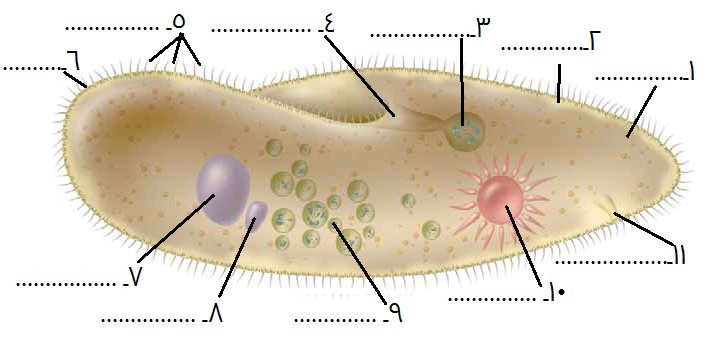 ١ـ ................
٢ـ ................
٣ـ ................
٤ـ ................
٥ـ ................
٦ـ ................
٧ـ ................
٨ـ ................
٩ـ ................
١٠ـ ................
١١ـ ................